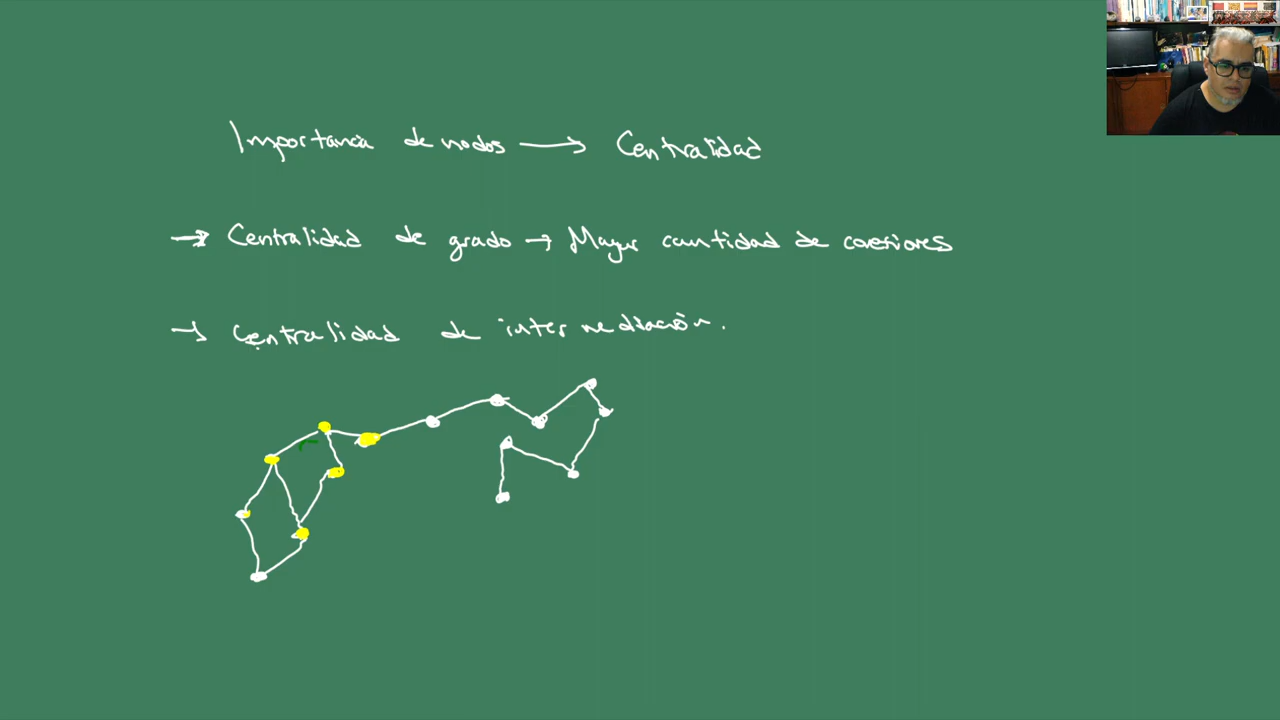 Importancia de nodos → Centralidad
→ Centralidad de grado → Mayor cantidad de conexiones
→ Centralidad de intermediación.